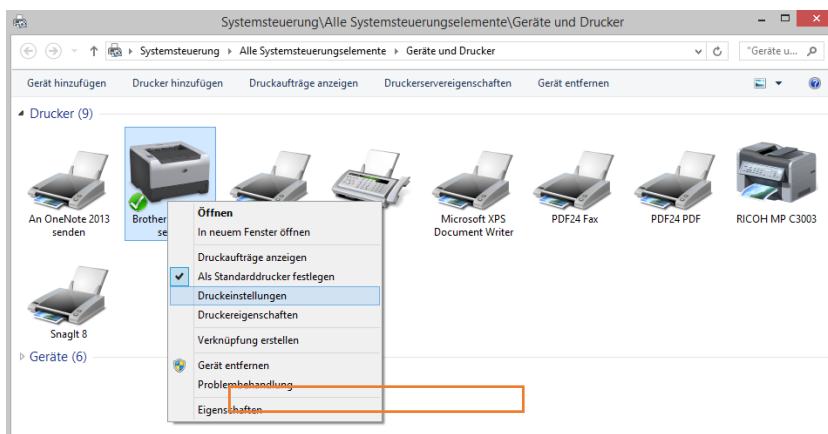 Systemsteuerung\Alle Systemsteuerungselemente\Geräte und Drucker
Systemsteuerung Alle Systemsteuerungselemente Geräte und Drucker
"Geräte u...
Gerät hinzufügen Drucker hinzufügen Druckaufträge anzeigen Druckerservereigenschaften Gerät entfernen
Drucker (9)
An OneNote 2013
senden
Brother
se
Microsoft XPS
Document Writer
PDF24 Fax
PDF24 PDF
RICOH MP C3003
Öffnen
In neuem Fenster öffnen
Druckaufträge anzeigen
Als Standarddrucker festlegen
Druckeinstellungen
Druckereigenschaften
Verknüpfung erstellen
Gerät entfernen
Problembehandlung
Eigenschaften
SnagIt 8
Geräte (6)